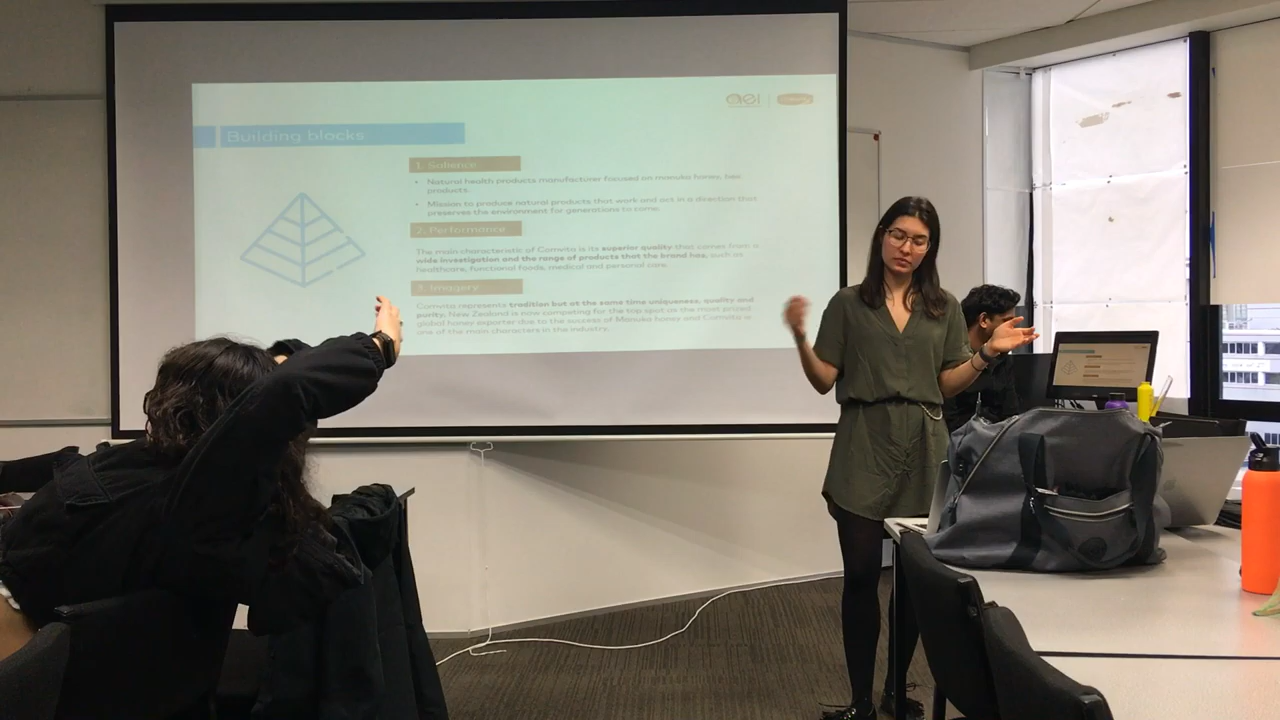 aei
Building blocks
1. Salience
• Natural health products manufacturer focused on manuka honey, bee
products.
• Mission to produce natural products that work and act in a direction that
preserves the environment for generations to come.
2. Performance
The main characteristic of Comvita is its superior quality that comes from a
wide investigation and the range of products that the brand has, such as
healthcare, functional foods, medical and personal care.
3. Imagery
Comvita represents tradition but at the same time uniqueness, quality and
purity. New Zealand is now competing for the top spot as the most prized
global honey exporter due to the success of Manuka honey and Comvita is
one of the main characters in the industry.